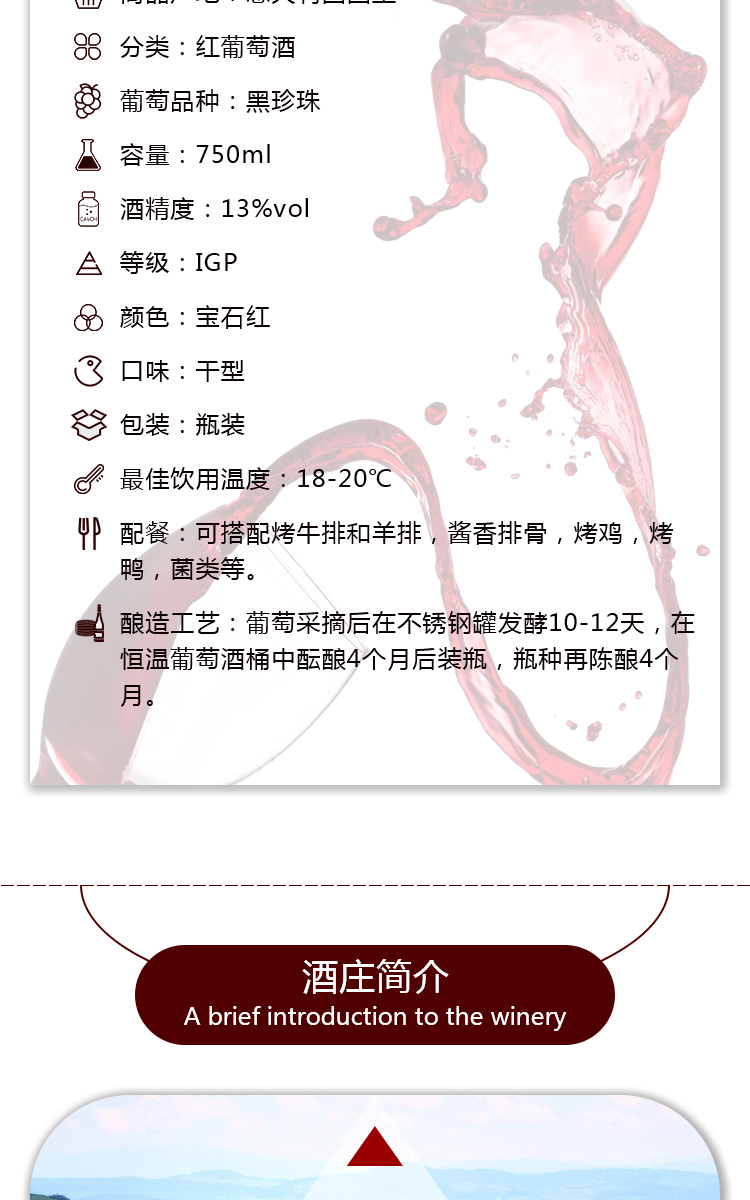 分类：红葡萄酒
葡萄品种：黑珍珠
容量：750ml
酒精度：13%vol
等级：IGP
颜色：宝石红
口味：干型
包装：瓶装
最佳饮用温度：18-20℃
配餐：可搭配烤牛排和羊排，酱香排骨，烤鸡，烤
鸭，菌类等。
酿造工艺：葡萄采摘后在不锈钢罐发酵10-12天，在
恒温葡萄酒桶中酝酿4个月后装瓶，瓶种再陈酿4个
月。
酒庄简介
A brief introduction to the winery